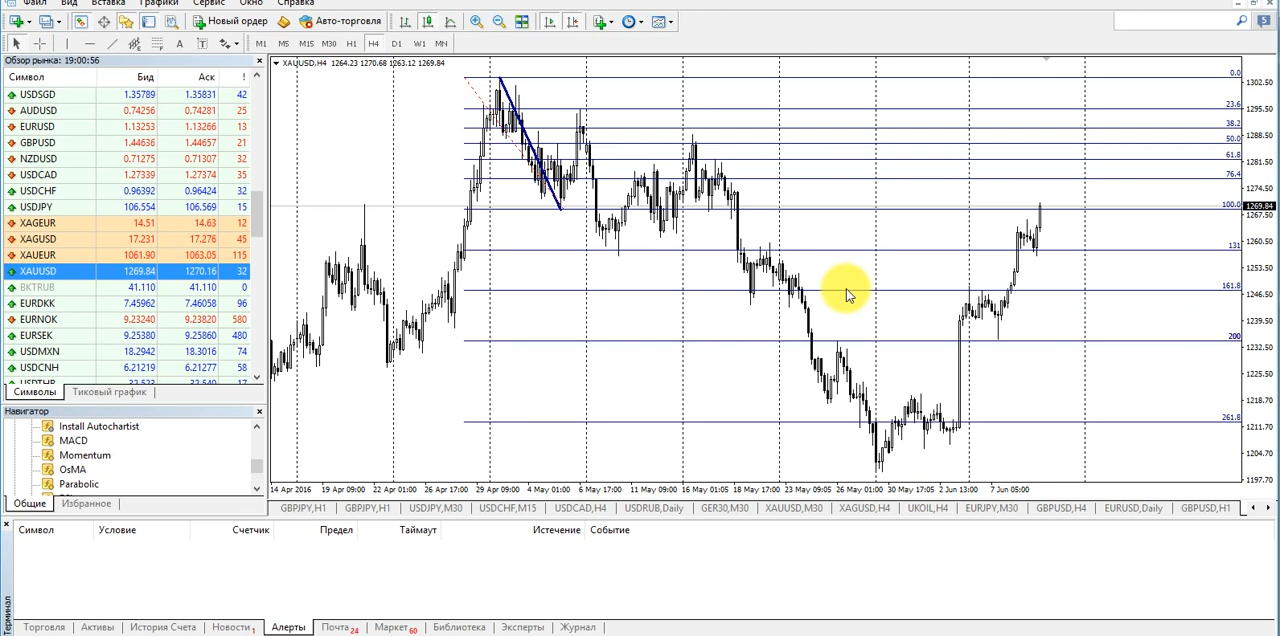 Файл Вид Вставка Графики Сервис Окно Справка
Новый ордер Авто-торговля
5
A T M1 M5 M15 M30 H1 H4 D1 W1 MN
Обзор рынка: 19:00:56
Символ Бид Аск !
USDSGD 1.35789 1.35831 42
AUDUSD 0.74256 0.74281 25
EURUSD 1.13253 1.13266 13
GBPUSD 1.44636 1.44657 21
NZDUSD 0.71275 0.71307 32
USDCAD 1.27339 1.27374 35
USDCHF 0.96392 0.96424 32
USDJPY 106.554 106.569 15
XAGEUR 14.51 14.63 12
XAGUSD 17.231 17.276 45
XAUEUR 1061.90 1063.05 115
XAUUSD 1269.84 1270.16 32
BKTRUB 41.110 41.110 0
EURDKK 7.45962 7.46058 96
EURNOK 9.23240 9.23820 580
EURSEK 9.25380 9.25860 480
USDMXN 18.2942 18.3016 74
USDCNH 6.21219 6.21277 58
USDTHB 32.523 32.540 17
Символы Тиковый график
Навигатор
Install Autochartist
MACD
Momentum
OsMA
Parabolic
Общие Избранное
XAUUSD,H4 1264.23 1270.68 1263.12 1269.84
0.0
23.6
38.2
50.0
61.8
76.4
100.0
131
161.8
200
261.8
1302.50
1295.50
1288.50
1281.50
1274.50
1269.84
1267.50
1260.50
1253.50
1246.50
1239.50
1232.50
1225.50
1218.50
1211.70
1204.70
1197.70
14 Apr 2016 19 Apr 09:00 22 Apr 01:00 26 Apr 17:00 29 Apr 09:00 4 May 01:00 6 May 17:00 11 May 09:00 16 May 01:05 18 May 17:00 23 May 09:05 26 May 01:00 30 May 17:05 2 Jun 13:00 7 Jun 05:00
GBPJPY,H1 GBPJPY,H1 USDJPY,M30 USDCHF,M15 USDCAD,H4 USDRUB,Daily GER30,M30 XAUUSD,M30 XAGUSD,H4 UKOIL,H4 EURJPY,M30 GBPUSD,H4 EURUSD,Daily GBPUSD,H1
Символ Условие Счетчик Предел Таймаут Истечение Событие
Терминал
Торговля Активы История Счета Новости 1 Алерты Почта 24 Маркет 60 Библиотека Эксперты Журнал